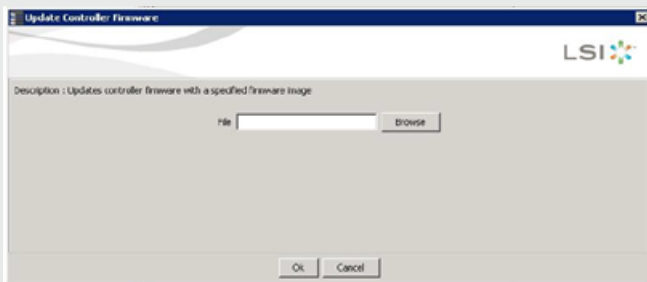 Update Controller Firmware
LSI
Description : Updates controller firmware with a specified firmware image
File
Browse
Ok
Cancel